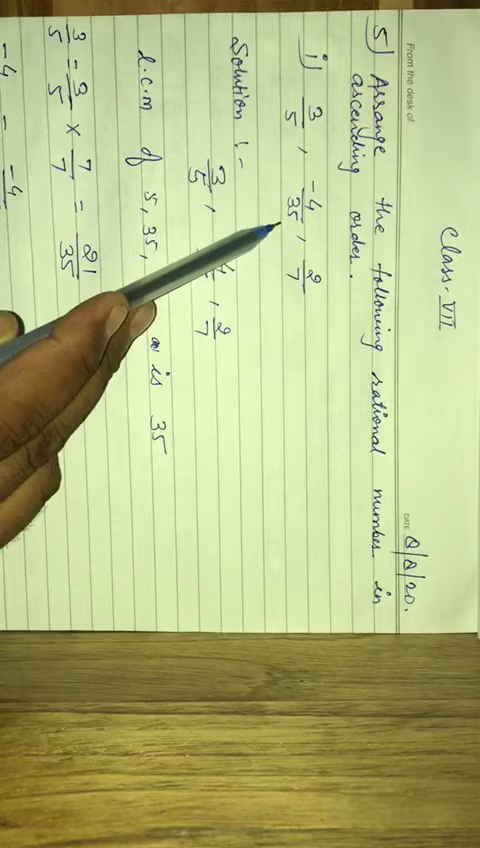 Class - VII
From the desk of
DATE 8/8/20.
5) Arrange the following rational number in
ascending order.
i) 3/5, -4/35, 2/7
Solution :-
3/5, , 2/7
L.C.M of 5, 35, is 35
3/5 = 3/5 × 7/7 = 21/35
-4 = -4